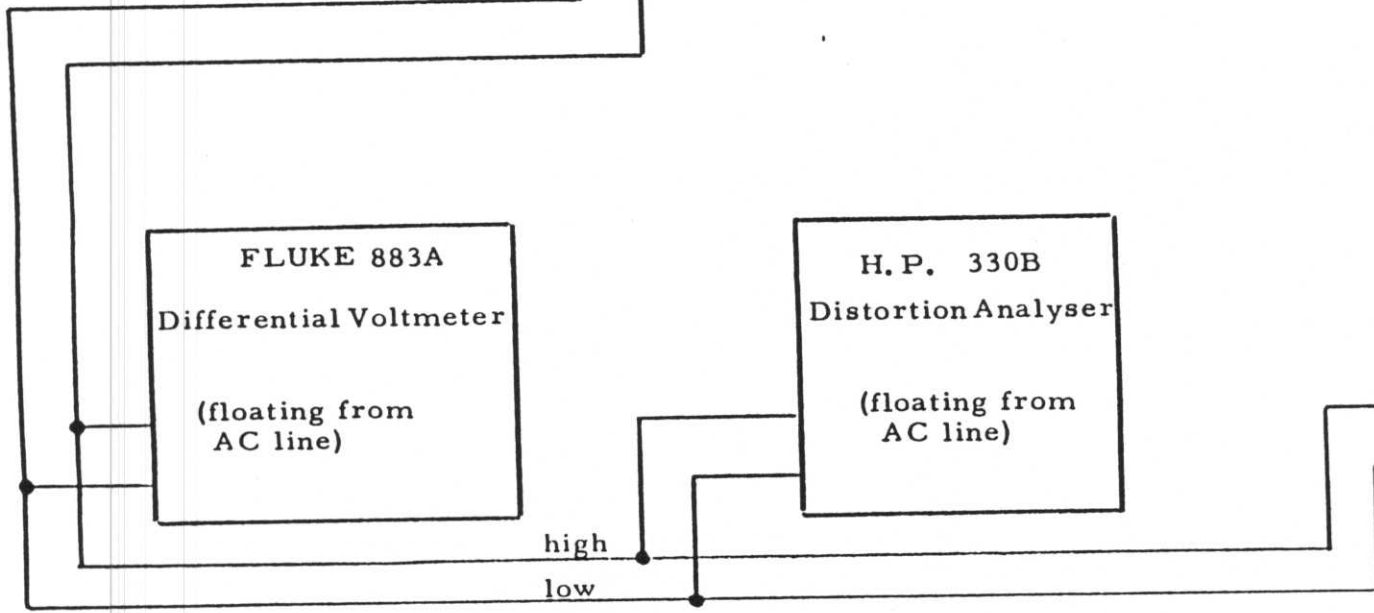 FLUKE 883A
Differential Voltmeter
(floating from
AC line)
H. P. 330B
Distortion Analyser
(floating from
AC line)
high
low